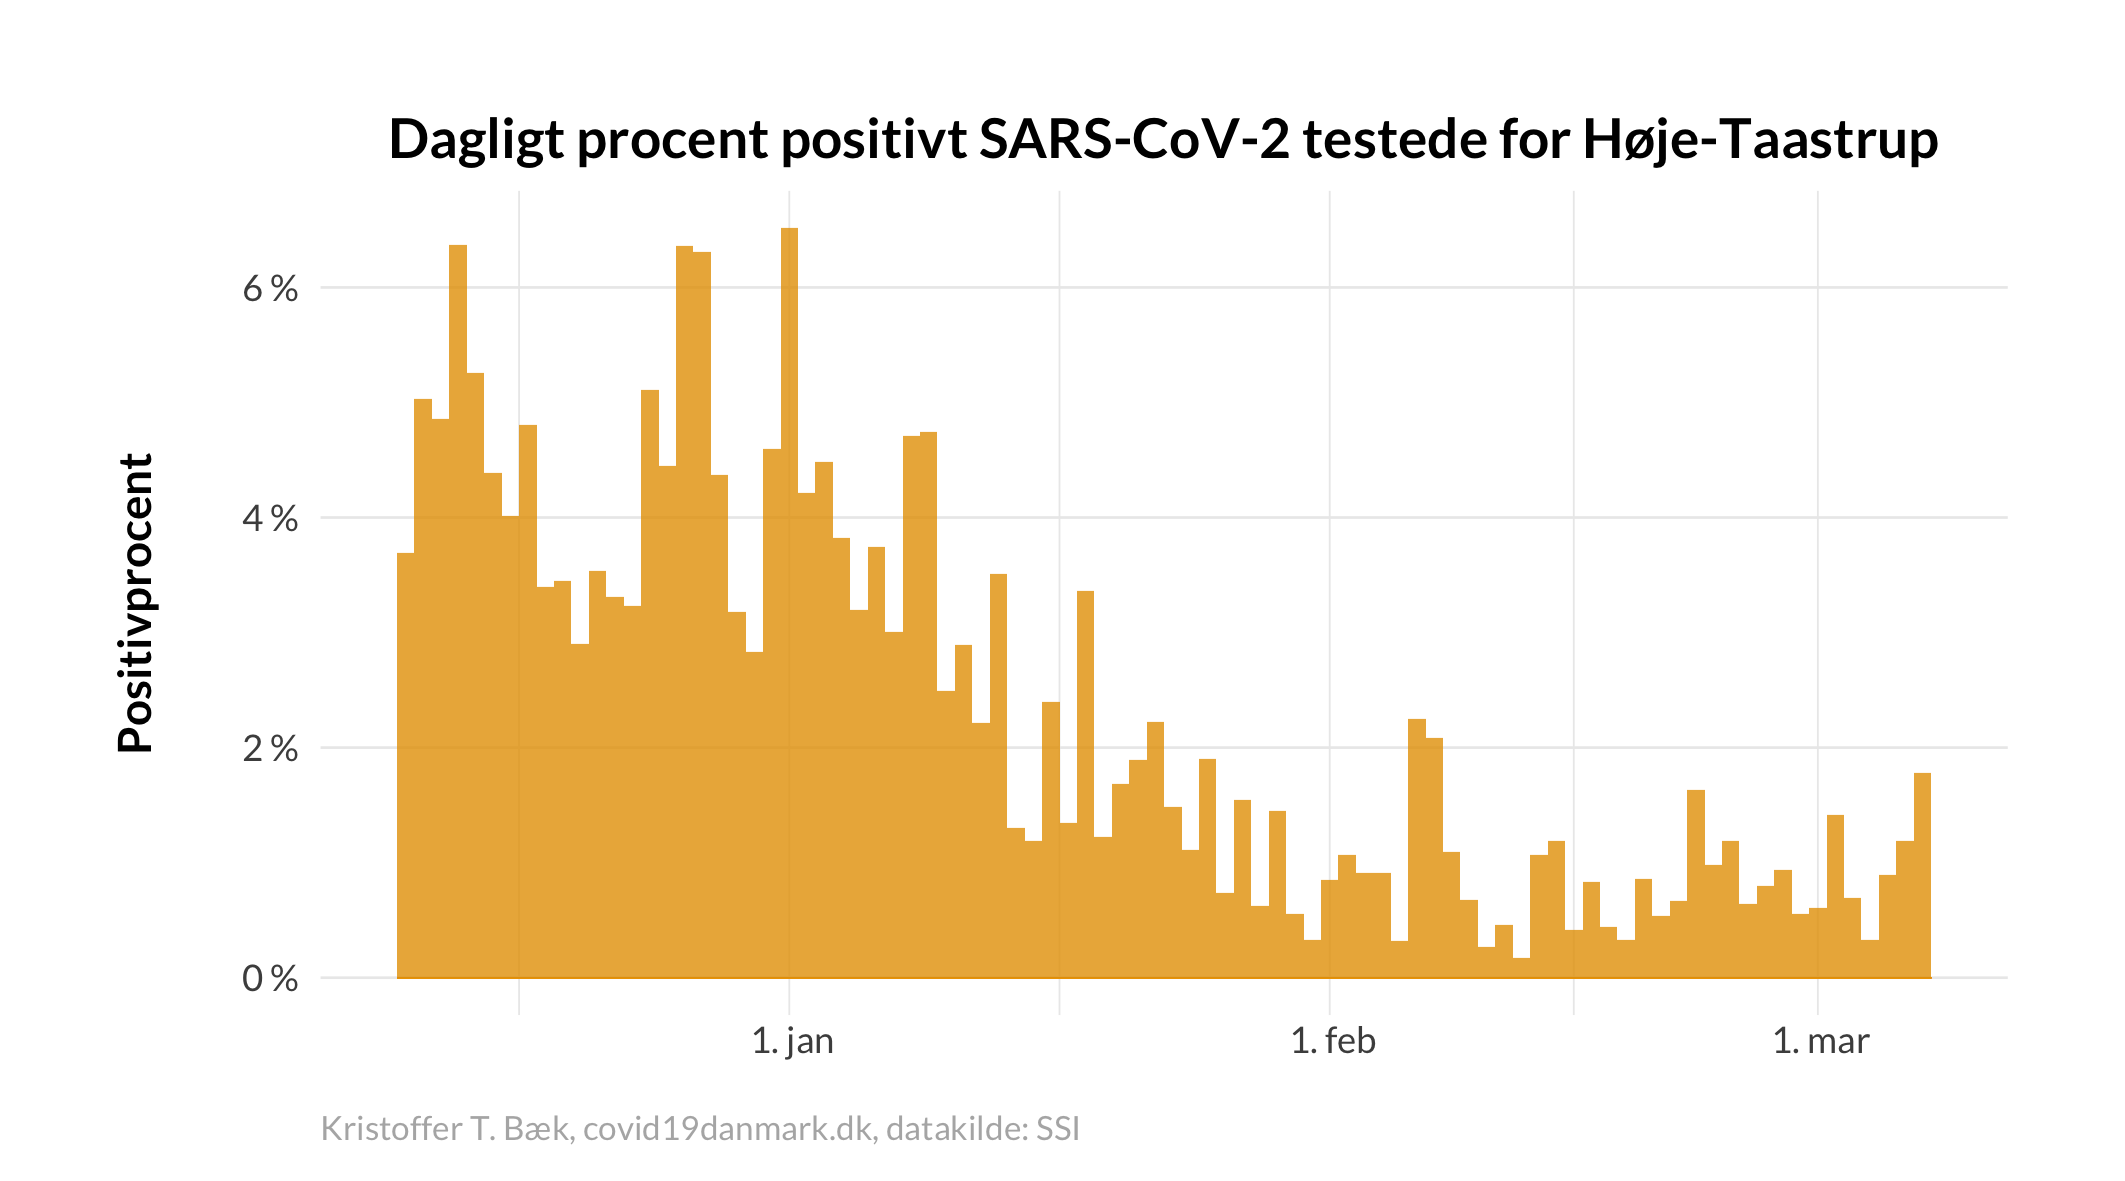 Dagligt procent positivt SARS-CoV-2 testede for Høje-Taastrup
Positivprocent
6 %
4 %
2 %
0 %
1. jan
1. feb
1. mar
Kristoffer T. Bæk, covid19danmark.dk, datakilde: SSI